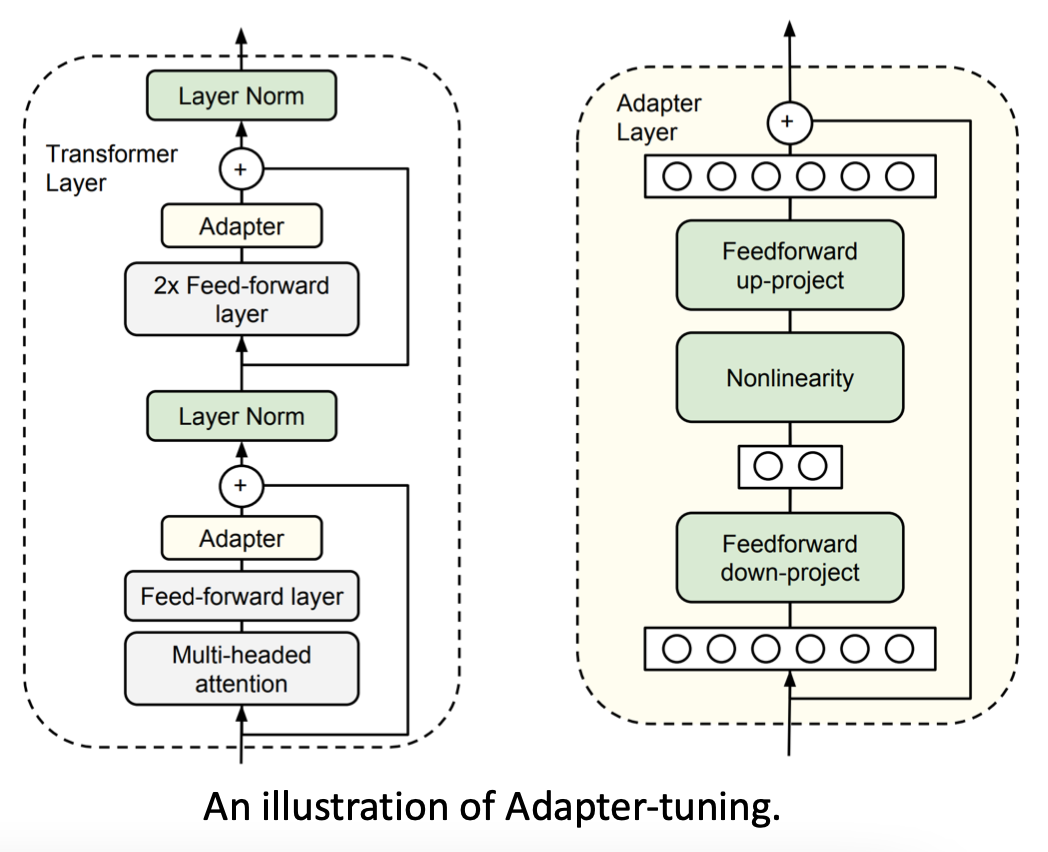 Layer Norm
Transformer
Layer
+
Adapter
2x Feed-forward
layer
Layer Norm
+
Adapter
Feed-forward layer
Multi-headed
attention
Adapter
Layer
+
Feedforward
up-project
Nonlinearity
Feedforward
down-project
An illustration of Adapter-tuning.